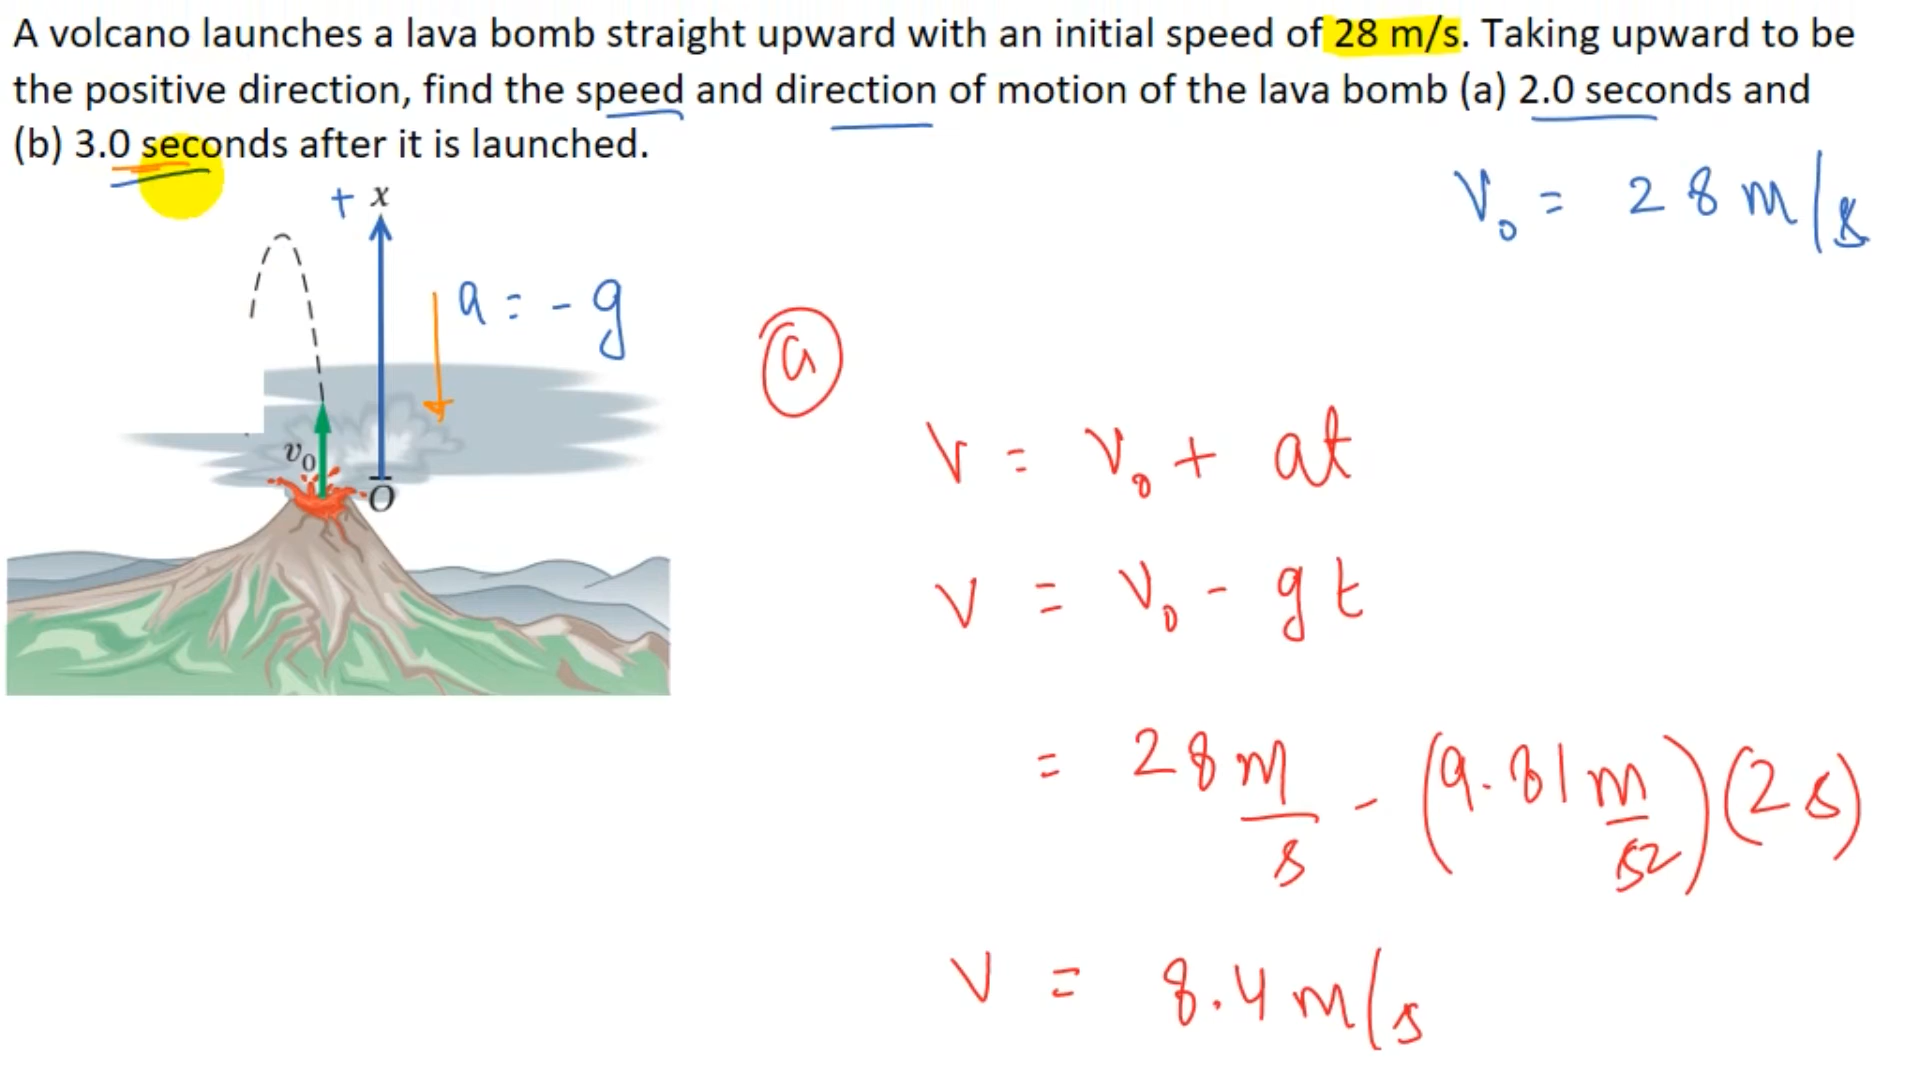 A volcano launches a lava bomb straight upward with an initial speed of 28 m/s. Taking upward to be
the positive direction, find the speed and direction of motion of the lava bomb (a) 2.0 seconds and
(b) 3.0 seconds after it is launched.
V₀ = 28 m/s
+ x
a = -g
v₀
O
a
V = V₀ + at
V = V₀ - gt
= 28 m/s - (9.81 m/s²)(2s)
V = 8.4 m/s